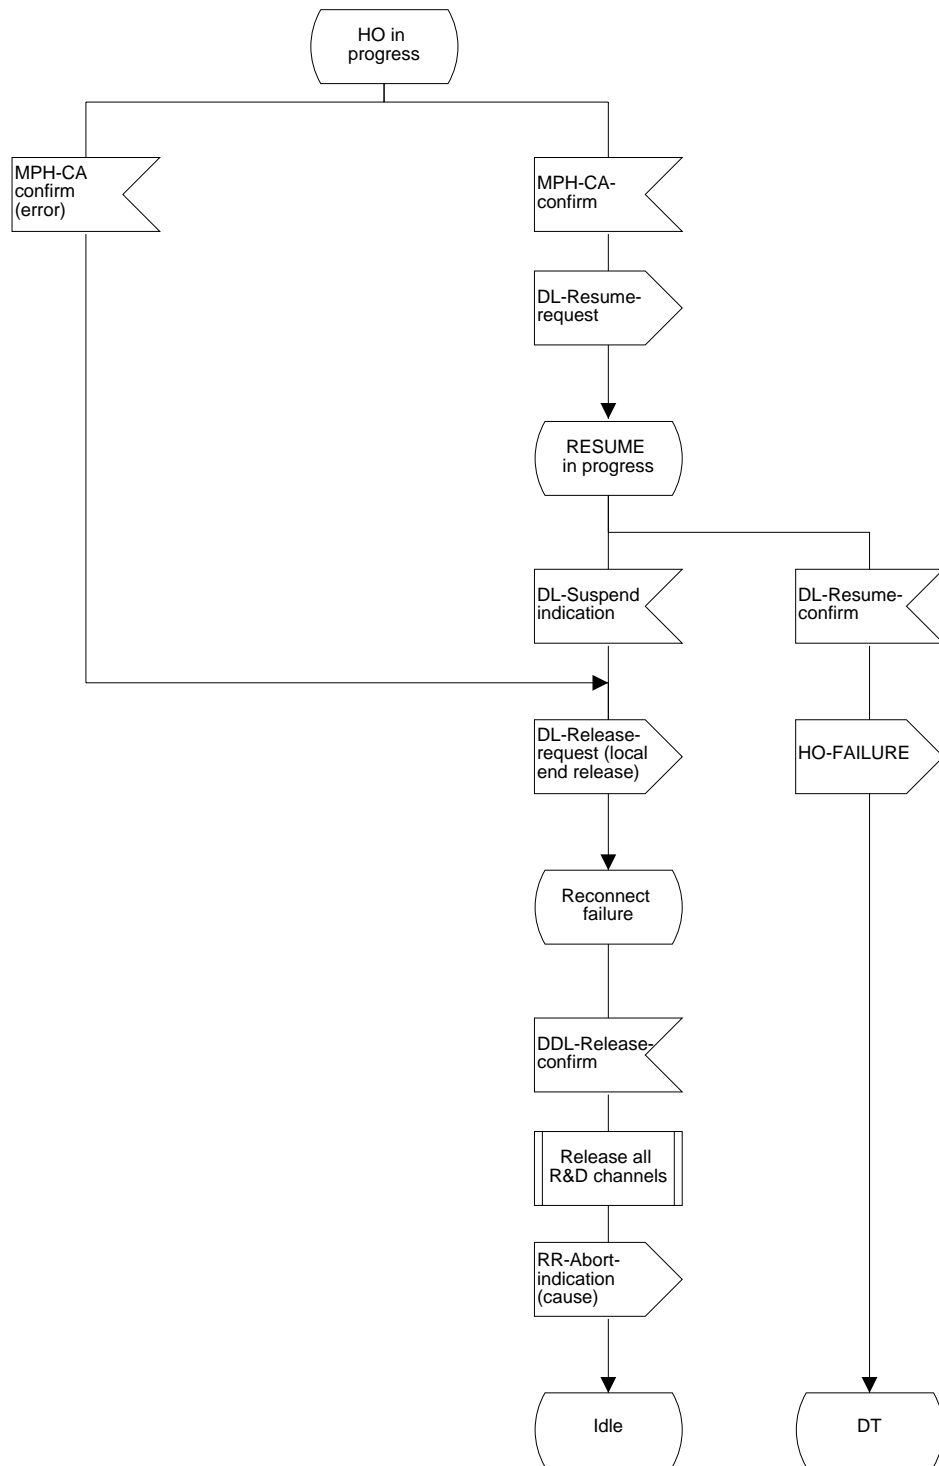 HO in
progress
MPH-CA
confirm
(error)
MPH-CA-
confirm
DL-Resume-
request
RESUME
in progress
DL-Suspend
indication
DL-Resume-
confirm
DL-Release-
request (local
end release)
HO-FAILURE
Reconnect
failure
DDL-Release-
confirm
Release all
R&D channels
RR-Abort-
indication
(cause)
Idle
DT